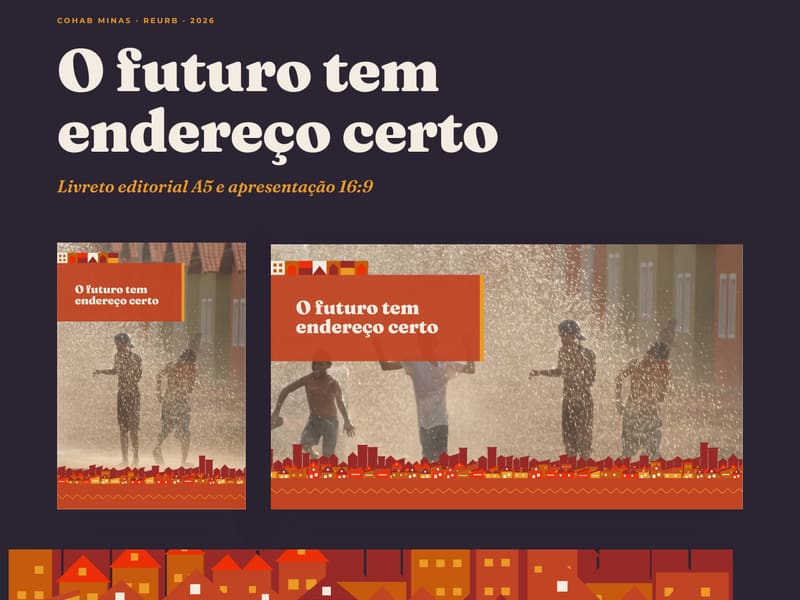 COHAB MINAS · REURB · 2026
O futuro tem
endereço certo
Livreto editorial A5 e apresentação 16:9
O futuro tem
endereço certo
O futuro tem
endereço certo